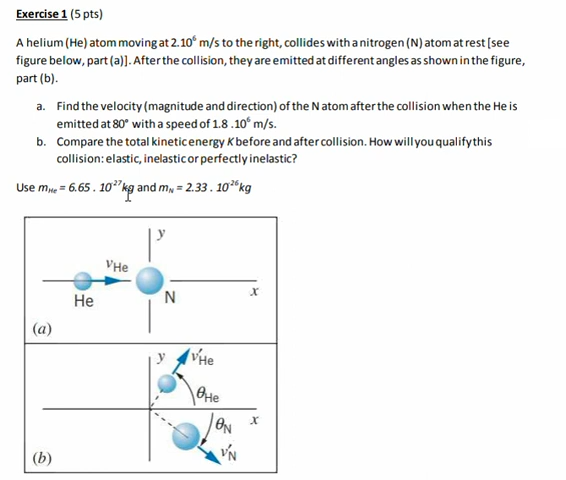 Exercise 1 (5 pts)
A helium (He) atom moving at 2.10⁶ m/s to the right, collides with a nitrogen (N) atom at rest [see
figure below, part (a)]. After the collision, they are emitted at different angles as shown in the figure,
part (b).
a. Find the velocity (magnitude and direction) of the N atom after the collision when the He is
emitted at 80° with a speed of 1.8 .10⁶ m/s.
b. Compare the total kinetic energy K before and after collision. How will you qualify this
collision: elastic, inelastic or perfectly inelastic?
Use mHe = 6.65 . 10⁻²⁷kg and mN = 2.33 . 10⁻²⁶kg
y
vHe
He
N
x
(a)
y
v′He
θHe
θN
x
v′N
(b)